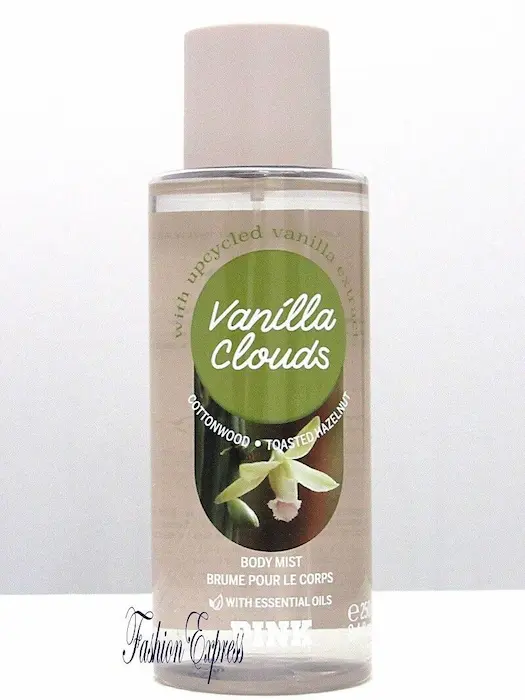 with upcycled vanilla extract
Vanilla
Clouds
COTTONWOOD • TOASTED HAZELNUT
BODY MIST
BRUME POUR LE CORPS
WITH ESSENTIAL OILS
PINK
Fashion Express